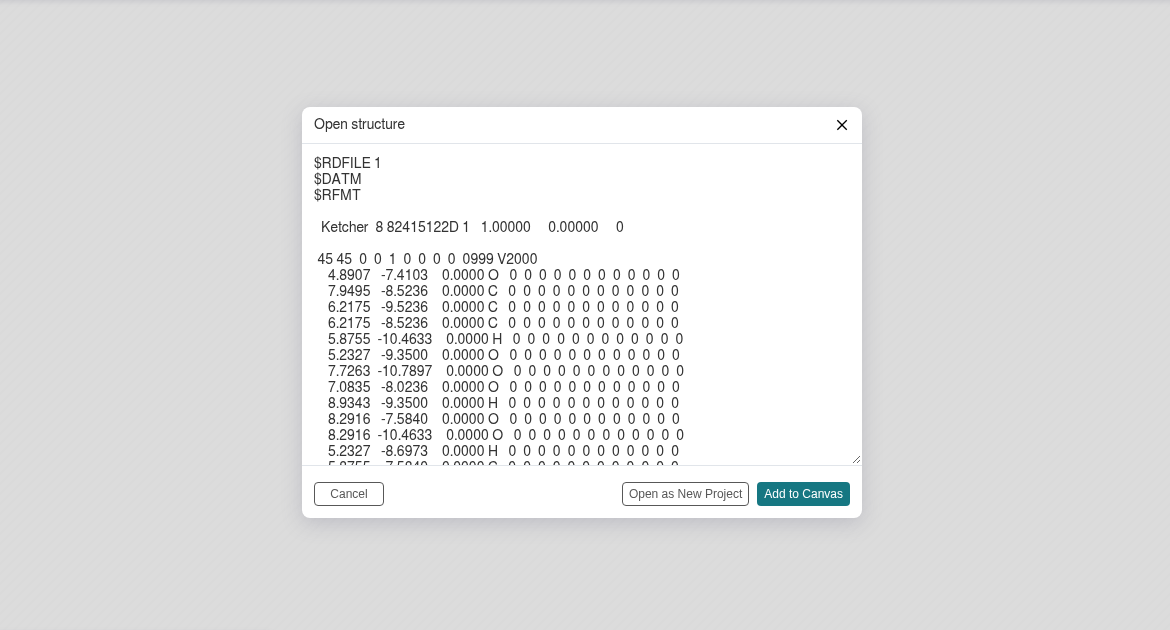 Open structure
$RDFILE 1
$DATM
$RFMT
Ketcher  8 82415122D 1   1.00000     0.00000     0
45 45  0  0  1  0  0  0  0  0999 V2000
4.8907   -7.4103    0.0000 O   0  0  0  0  0  0  0  0  0  0  0  0
7.9495   -8.5236    0.0000 C   0  0  0  0  0  0  0  0  0  0  0  0
6.2175   -9.5236    0.0000 C   0  0  0  0  0  0  0  0  0  0  0  0
6.2175   -8.5236    0.0000 C   0  0  0  0  0  0  0  0  0  0  0  0
5.8755  -10.4633    0.0000 H   0  0  0  0  0  0  0  0  0  0  0  0
5.2327   -9.3500    0.0000 O   0  0  0  0  0  0  0  0  0  0  0  0
7.7263  -10.7897    0.0000 O   0  0  0  0  0  0  0  0  0  0  0  0
7.0835   -8.0236    0.0000 O   0  0  0  0  0  0  0  0  0  0  0  0
8.9343   -9.3500    0.0000 H   0  0  0  0  0  0  0  0  0  0  0  0
8.2916   -7.5840    0.0000 O   0  0  0  0  0  0  0  0  0  0  0  0
8.2916  -10.4633    0.0000 O   0  0  0  0  0  0  0  0  0  0  0  0
5.2327   -8.6973    0.0000 H   0  0  0  0  0  0  0  0  0  0  0  0
Cancel
Open as New Project
Add to Canvas